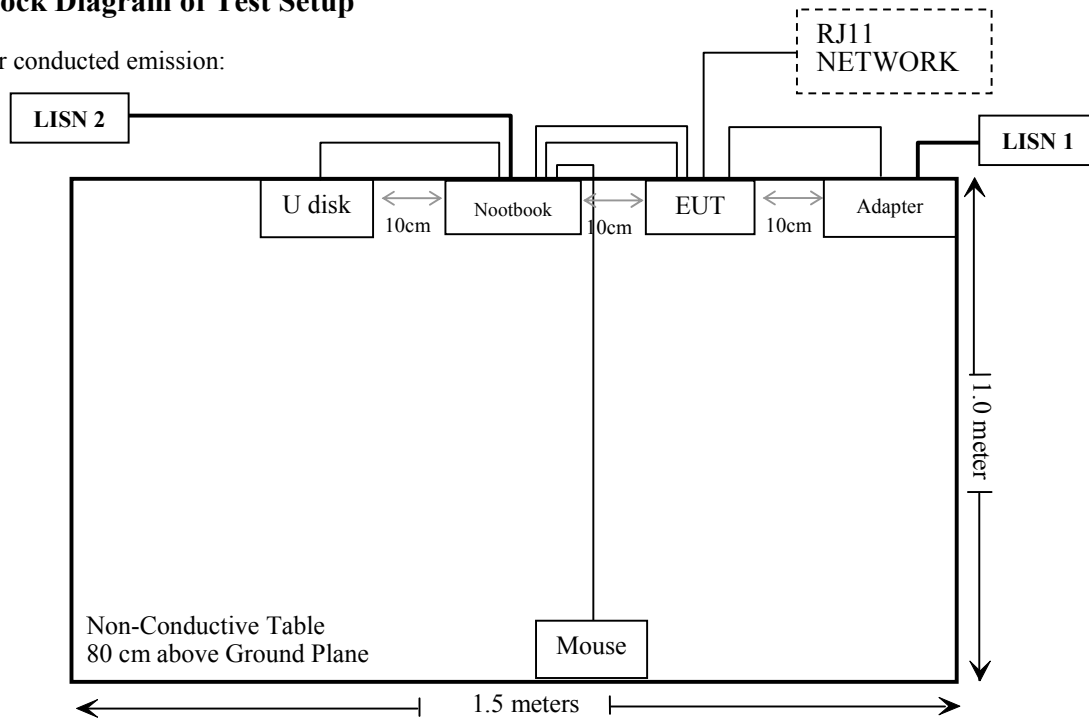 ock Diagram of Test Setup
r conducted emission:
RJ11
NETWORK
LISN 2
LISN 1
U disk
10cm
Nootbook
10cm
EUT
10cm
Adapter
1.0 meter
Non-Conductive Table
80 cm above Ground Plane
Mouse
1.5 meters